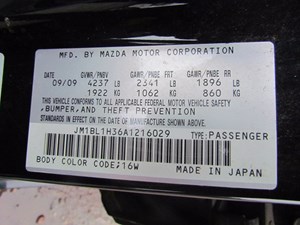 MFD. BY MAZDA MOTOR CORPORATION
GVWR/PNBV GAWR/PNBE FRT GAWR/PNBE RR
09/09 4237 LB 2341 LB 1896 LB
1922 KG 1062 KG 860 KG
THIS VEHICLE CONFORMS TO ALL APPLICABLE
FEDERAL MOTOR VEHICLE SAFETY,
BUMPER, AND THEFT PREVENTION
STANDARDS IN EFFECT ON THE DATE OF
MANUFACTURE SHOWN ABOVE.
JM1BL1H36A1216029 TYPE:PASSENGER
BODY COLOR CODE:16W MADE IN JAPAN